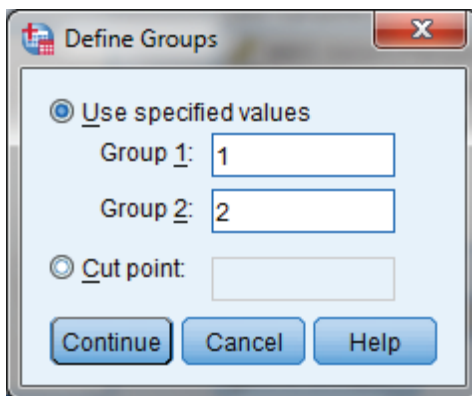 Define Groups
Use specified values
Group 1: 1
Group 2: 2
Cut point:
Continue Cancel Help